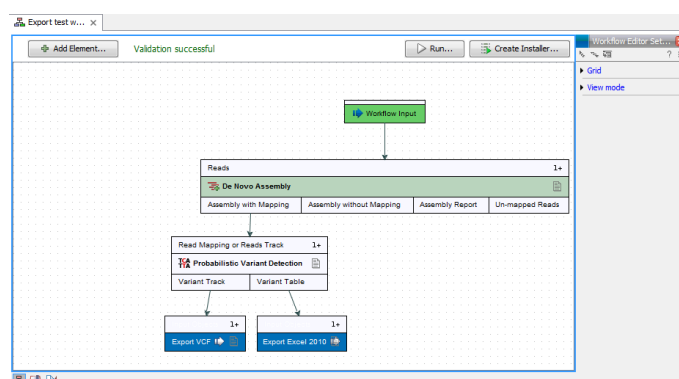 Export test w... x
Add Element...
Validation successful
Run...
Create Installer...
Workflow Editor Set...
?
Grid
View mode
Workflow Input
Reads 1+
De Novo Assembly
Assembly with Mapping Assembly without Mapping Assembly Report Un-mapped Reads
Read Mapping or Reads Track 1+
Probabilistic Variant Detection
Variant Track Variant Table
1+ 1+
Export VCF Export Excel 2010